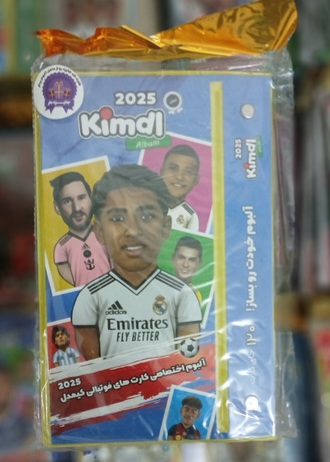 2025
Kimdl
Album
adidas
Emirates
FLY BETTER
2025
آلبوم اختصاصی کارت های فوتبالی کیمدل
2025
Kimdl
آلبوم خودت رو بساز!